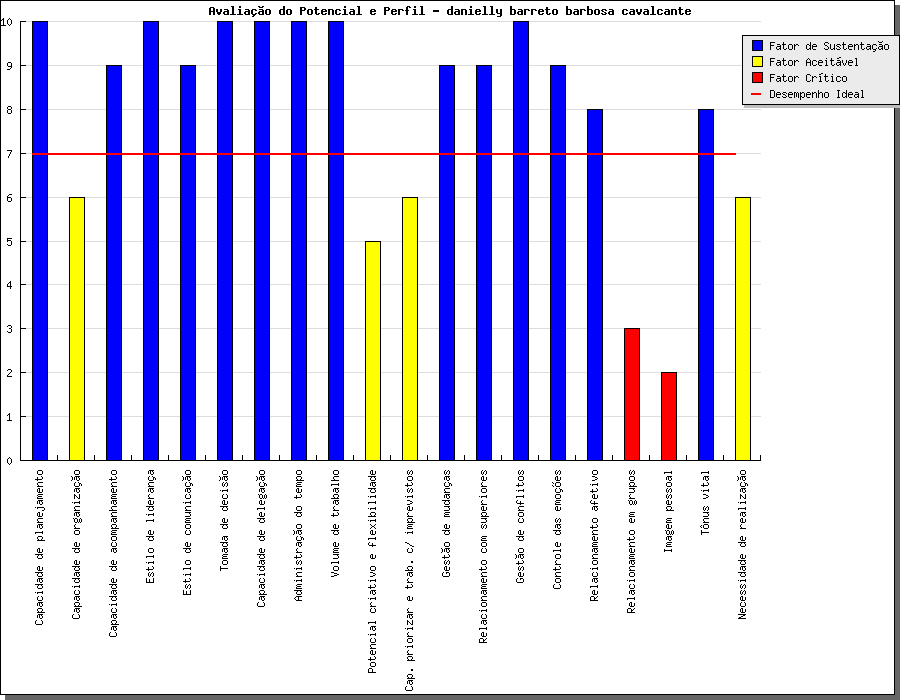 Avaliação do Potencial e Perfil - danielly barreto barbosa cavalcante
Fator de Sustentação
Fator Aceitável
Fator Crítico
Desempenho Ideal
10
9
8
7
6
5
4
3
2
1
0
Capacidade de planejamento
Capacidade de organização
Capacidade de acompanhamento
Estilo de liderança
Estilo de comunicação
Tomada de decisão
Capacidade de delegação
Administração do tempo
Volume de trabalho
Potencial criativo e flexibilidade
Cap. priorizar e trab. c/ imprevistos
Gestão de mudanças
Relacionamento com superiores
Gestão de conflitos
Controle das emoções
Relacionamento afetivo
Relacionamento em grupos
Imagem pessoal
Tônus vital
Necessidade de realização